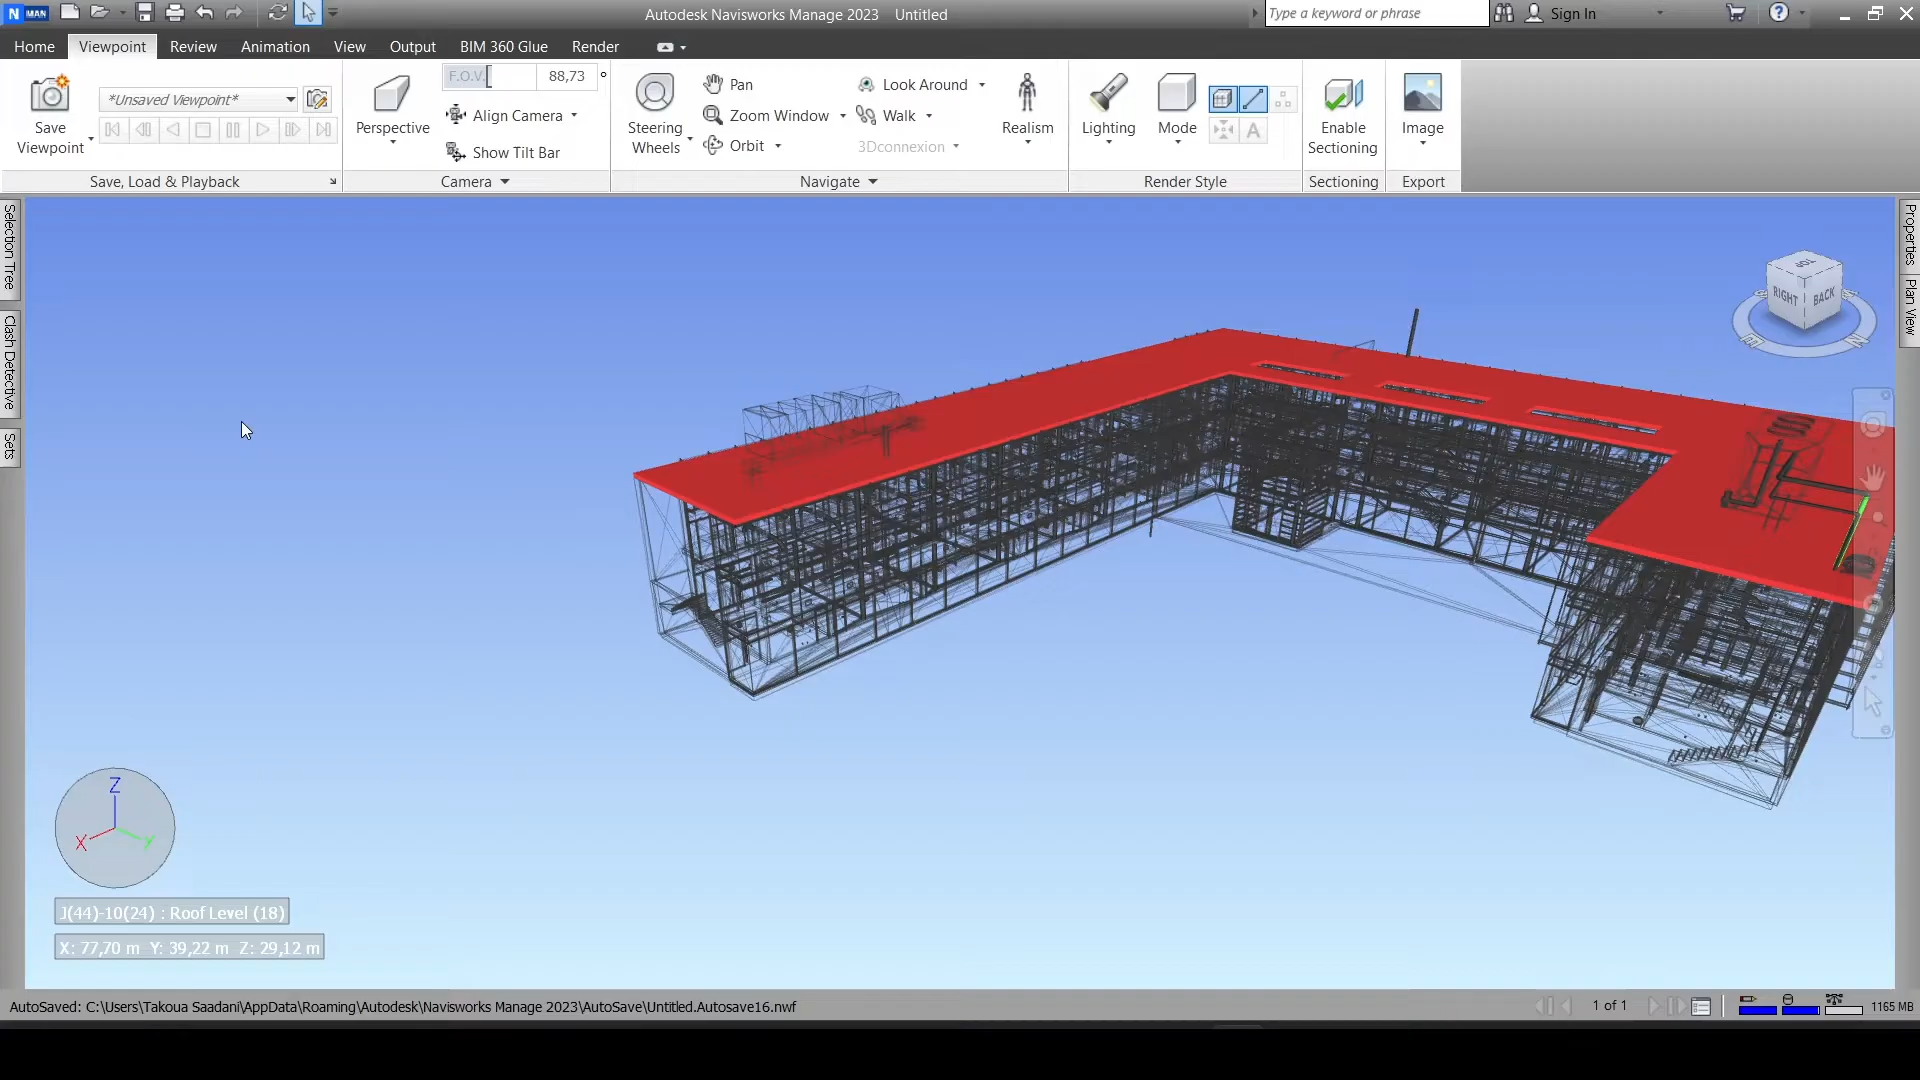 N MAN
Autodesk Navisworks Manage 2023 Untitled
Type a keyword or phrase
Sign In
Home Viewpoint Review Animation View Output BIM 360 Glue Render
Save Viewpoint
*Unsaved Viewpoint*
Save, Load & Playback
Perspective
F.O.V. 88,73 °
Align Camera
Show Tilt Bar
Camera
Steering Wheels
Pan
Zoom Window
Orbit
Look Around
Walk
3Dconnexion
Realism
Navigate
Lighting
Mode
A
Render Style
Enable Sectioning
Sectioning
Image
Export
Selection Tree
Clash Detective
Sets
Properties
Plan View
TOP
RIGHT
BACK
Z
X
Y
J(44)-10(24) : Roof Level (18)
X: 77,70 m Y: 39,22 m Z: 29,12 m
AutoSaved: C:\Users\Takoua Saadani\AppData\Roaming\Autodesk\Navisworks Manage 2023\AutoSave\Untitled.Autosave16.nwf
1 of 1
1165 MB